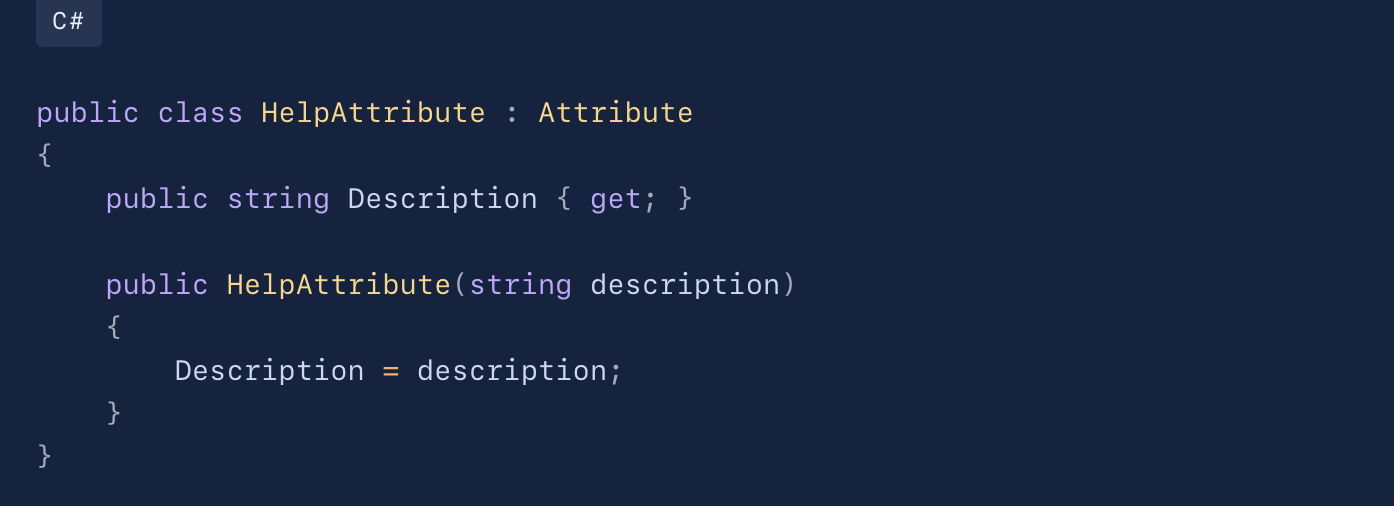 C#
public class HelpAttribute : Attribute
{
    public string Description { get; }
    public HelpAttribute(string description)
    {
        Description = description;
    }
}